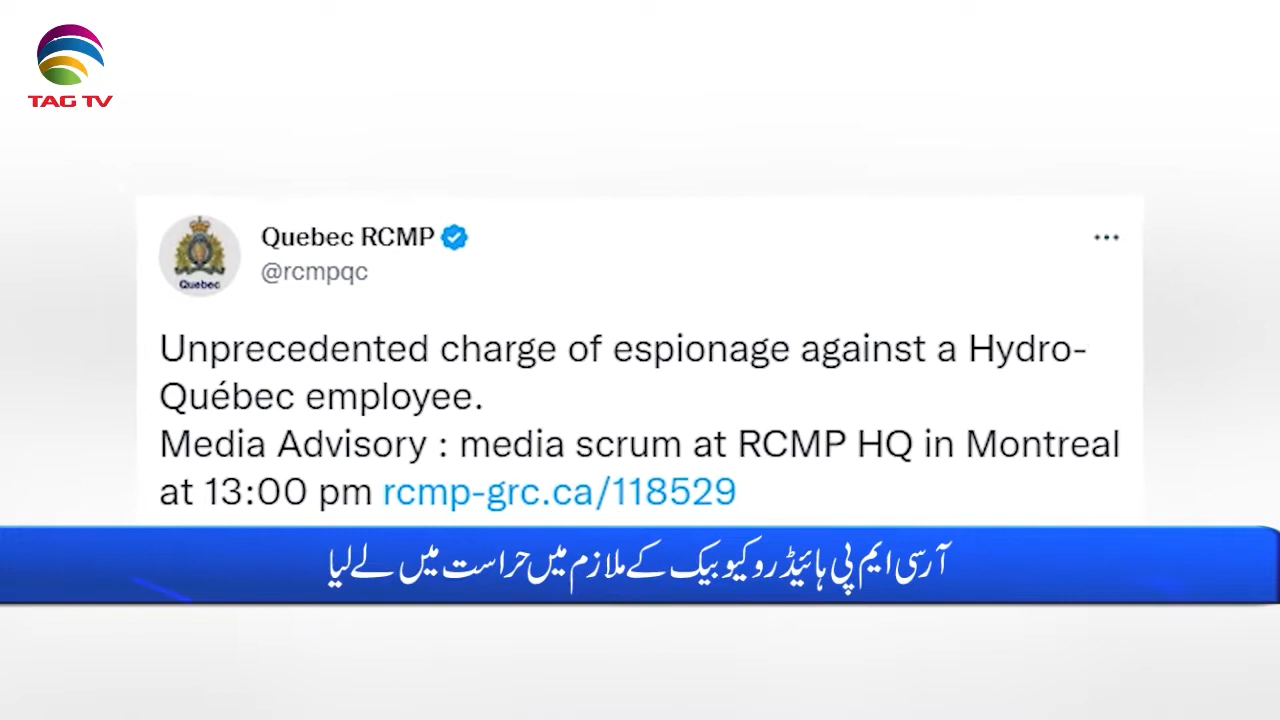 TAG TV
Quebec
Quebec RCMP
@rcmpqc
Unprecedented charge of espionage against a Hydro-
Québec employee.
Media Advisory : media scrum at RCMP HQ in Montreal
at 13:00 pm rcmp-grc.ca/118529
آر سی ایم پی ہائیڈرو کیوبیک کے ملازم میں حراست میں لے لیا